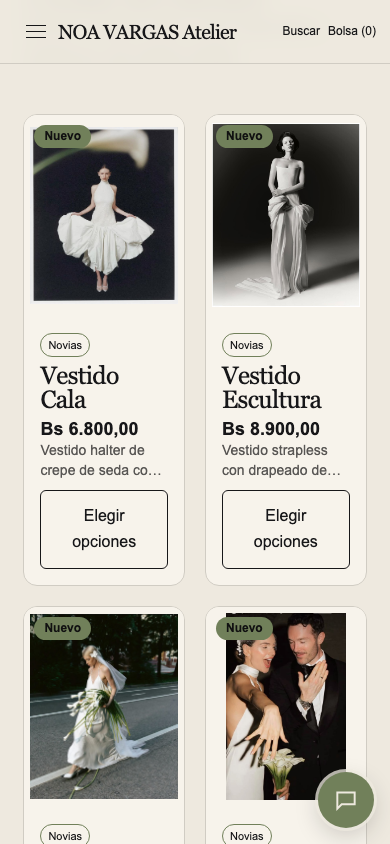 NOA VARGAS Atelier
Buscar Bolsa (0)
Nuevo
Novias
Vestido
Cala
Bs 6.800,00
Vestido halter de
crepe de seda co…
Elegir
opciones
Nuevo
Novias
Vestido
Escultura
Bs 8.900,00
Vestido strapless
con drapeado de…
Elegir
opciones
Nuevo
Novias
Nuevo
Novias